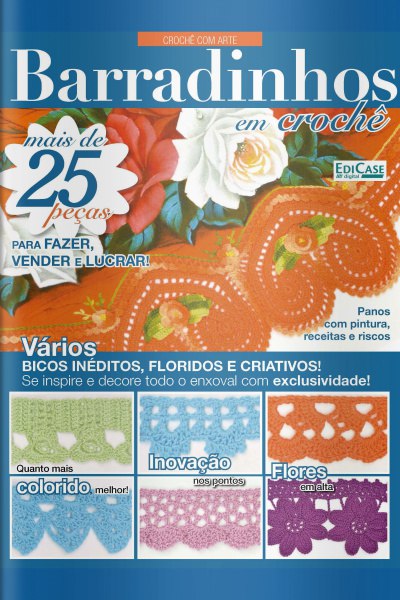 CROCHÊ COM ARTE
Barradinhos
em crochê
mais de
25
peças
EDICASE
digital
PARA FAZER,
VENDER E LUCRAR!
Panos
com pintura,
receitas e riscos
Vários
BICOS INÉDITOS, FLORIDOS E CRIATIVOS!
Se inspire e decore todo o enxoval com exclusividade!
Quanto mais
colorido, melhor!
Inovação
nos pontos
Flores
em alta